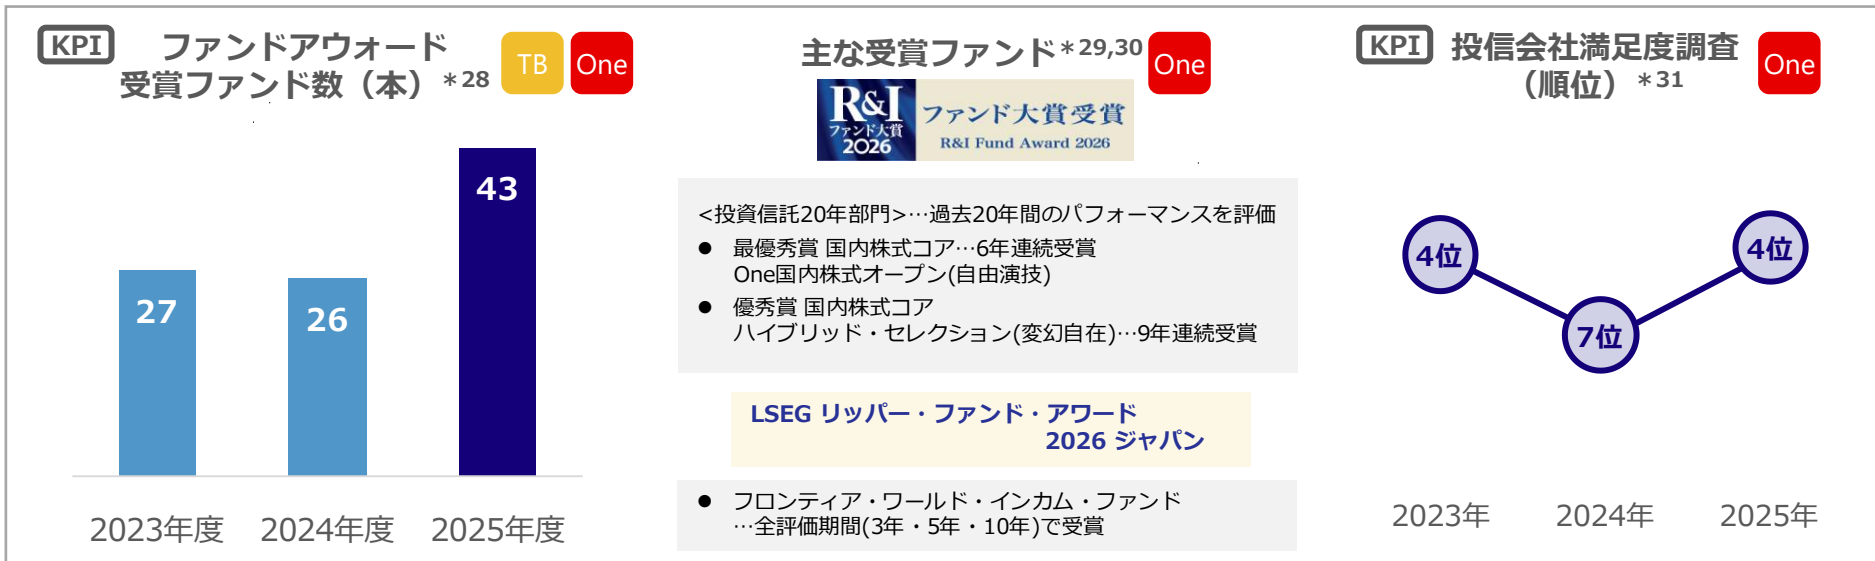 KPI
ファンドアウォード
受賞ファンド数（本）＊28
TB
One
43
27
26
2023年度
2024年度
2025年度
主な受賞ファンド＊29,30
One
R&I
ファンド大賞
2026
ファンド大賞受賞
R&I Fund Award 2026
<投資信託20年部門>…過去20年間のパフォーマンスを評価
● 最優秀賞 国内株式コア…6年連続受賞
One国内株式オープン(自由演技)
● 優秀賞 国内株式コア
ハイブリッド・セレクション(変幻自在)…9年連続受賞
LSEG リッパー・ファンド・アワード
2026 ジャパン
● フロンティア・ワールド・インカム・ファンド
…全評価期間(3年・5年・10年)で受賞
KPI
投信会社満足度調査
（順位）＊31
One
4位
7位
4位
2023年
2024年
2025年